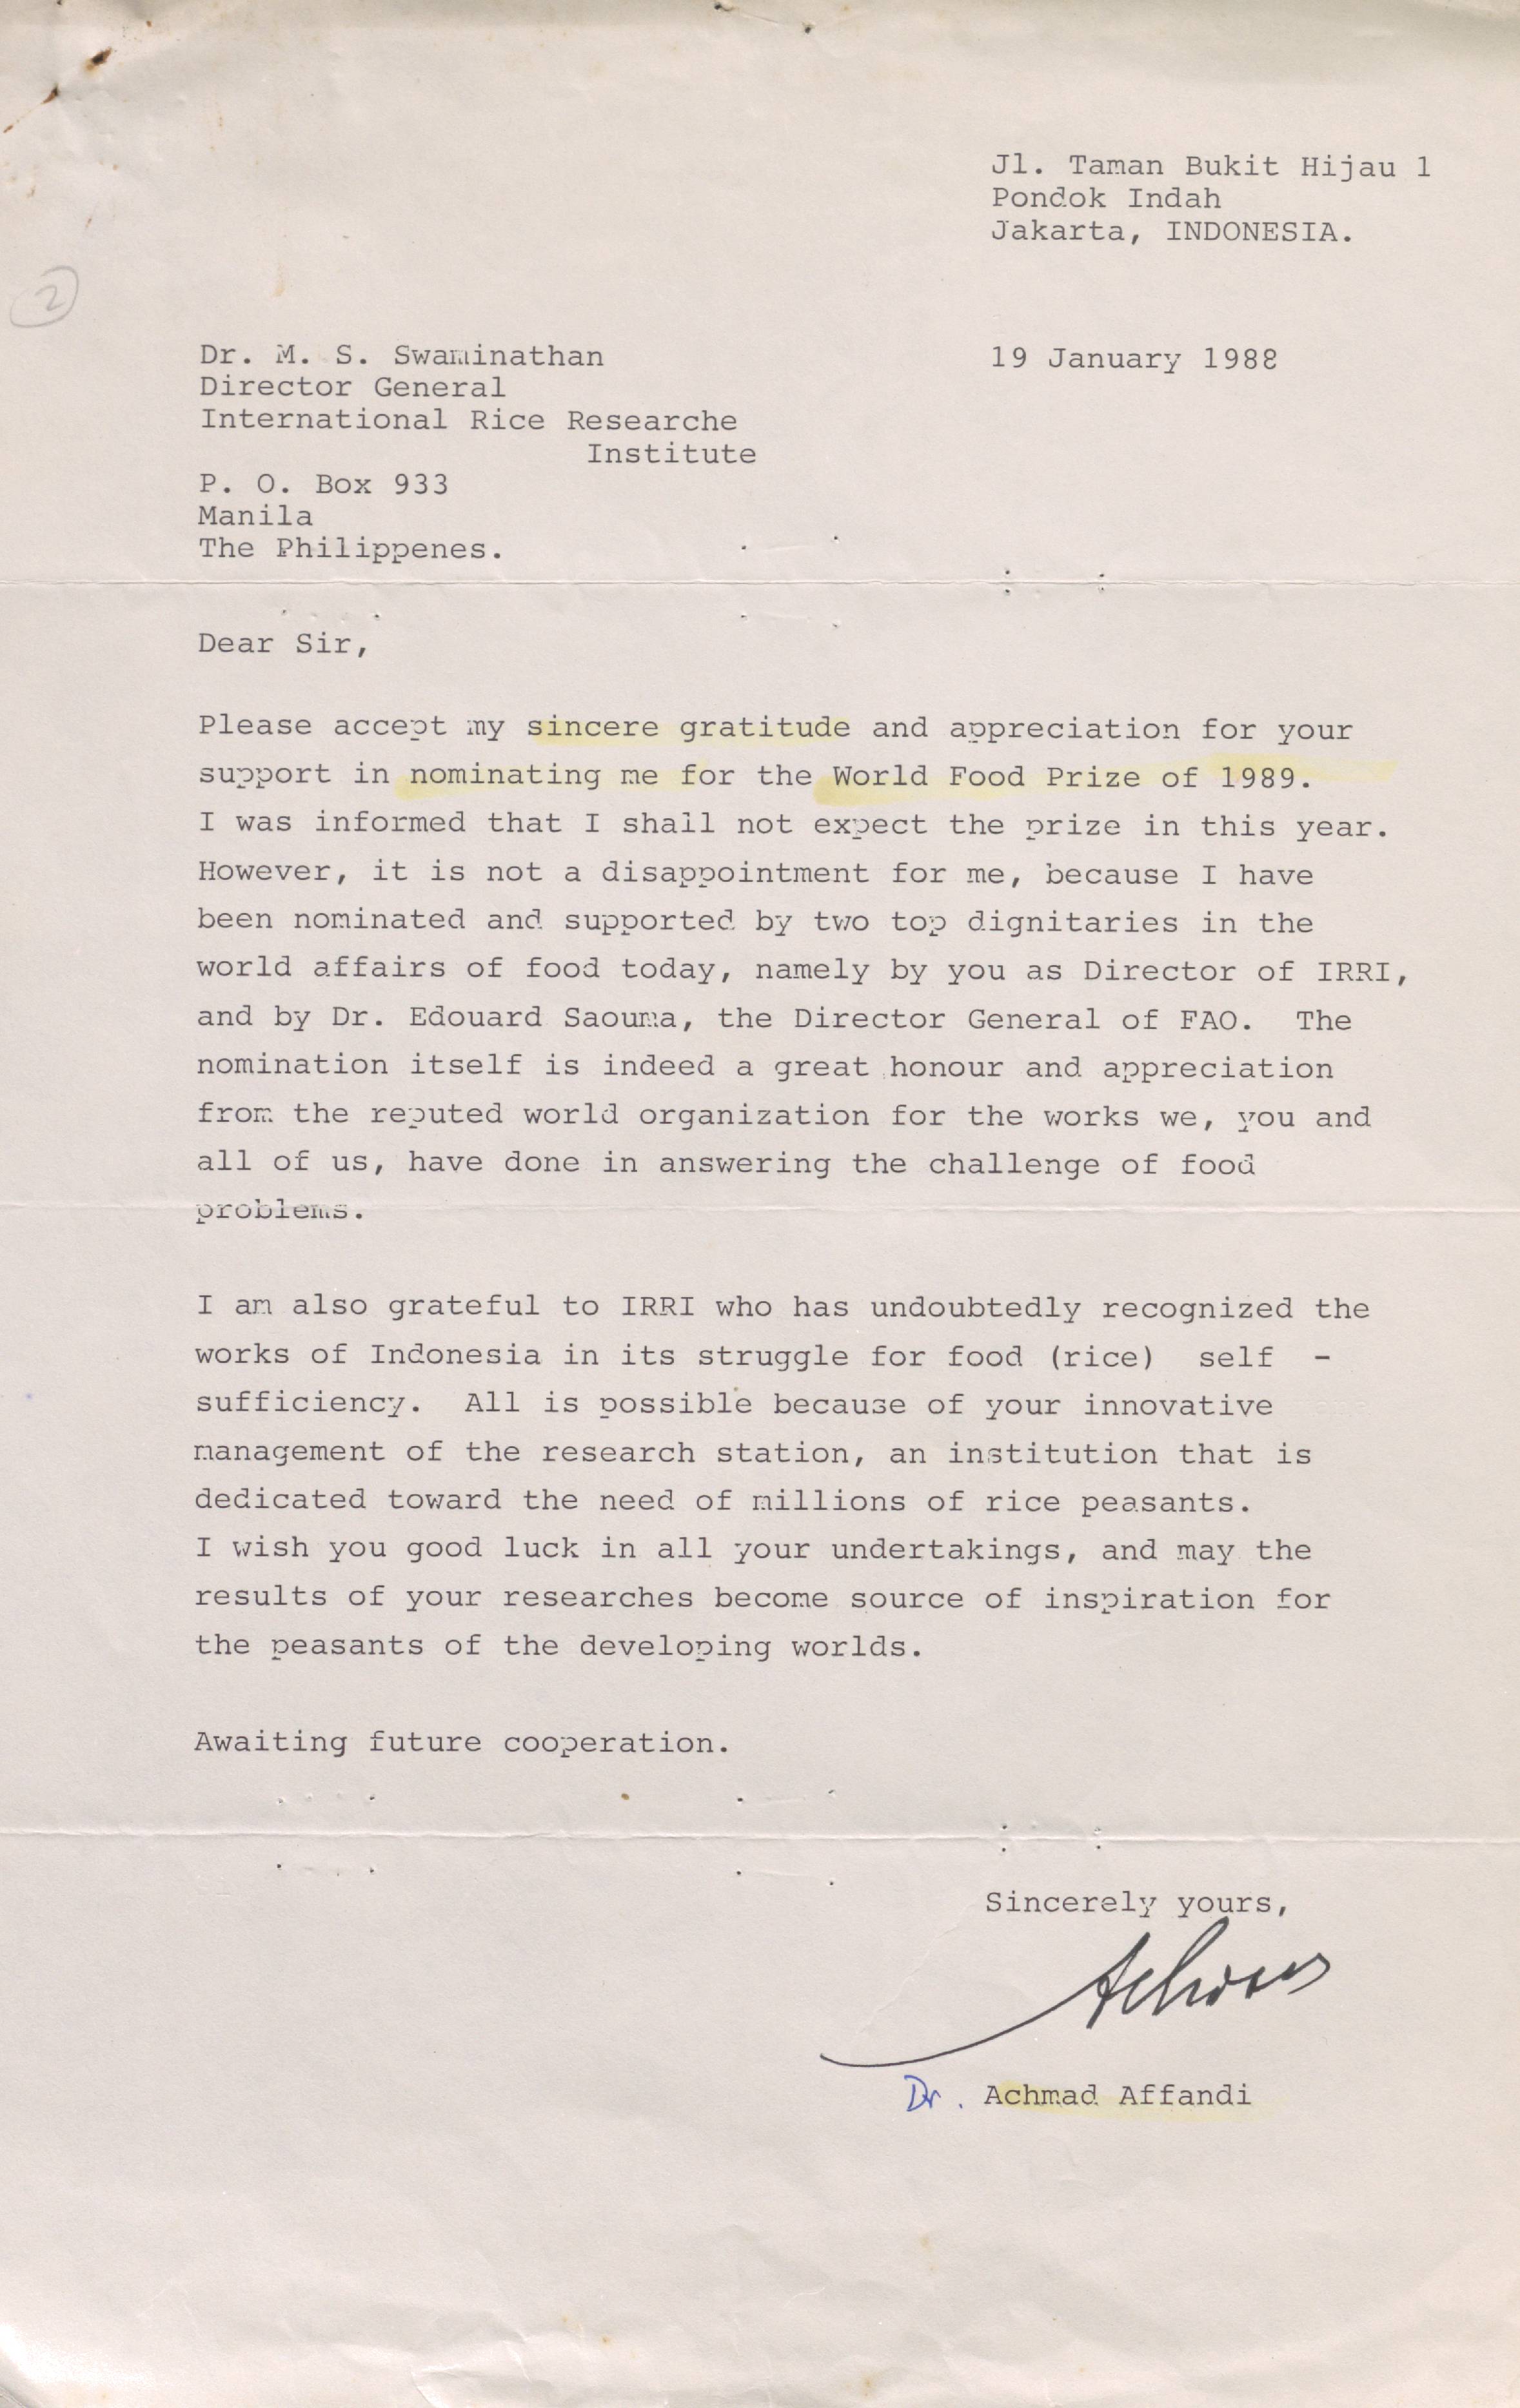 Jl. Taman Bukit Hijau 1
Pondok Indah
Jakarta, INDONESIA.
2
Dr. M. S. Swaminathan
19 January 1988
Director General
International Rice Researche
Institute
P. O. Box 933
Manila
The Philippenes.
Dear Sir,
Please accept my sincere gratitude and appreciation for your
support in nominating me for the World Food Prize of 1989.
I was informed that I shall not expect the prize in this year.
However, it is not a disappointment for me, because I have
been nominated and supported by two top dignitaries in the
world affairs of food today, namely by you as Director of IRRI,
and by Dr. Edouard Saouma, the Director General of FAO. The
nomination itself is indeed a great honour and appreciation
from the reputed world organization for the works we, you and
all of us, have done in answering the challenge of food
problems.
I am also grateful to IRRI who has undoubtedly recognized the
works of Indonesia in its struggle for food (rice) self -
sufficiency. All is possible because of your innovative
management of the research station, an institution that is
dedicated toward the need of millions of rice peasants.
I wish you good luck in all your undertakings, and may the
results of your researches become source of inspiration for
the peasants of the developing worlds.
Awaiting future cooperation.
Sincerely yours,
Dr. Achmad Affandi